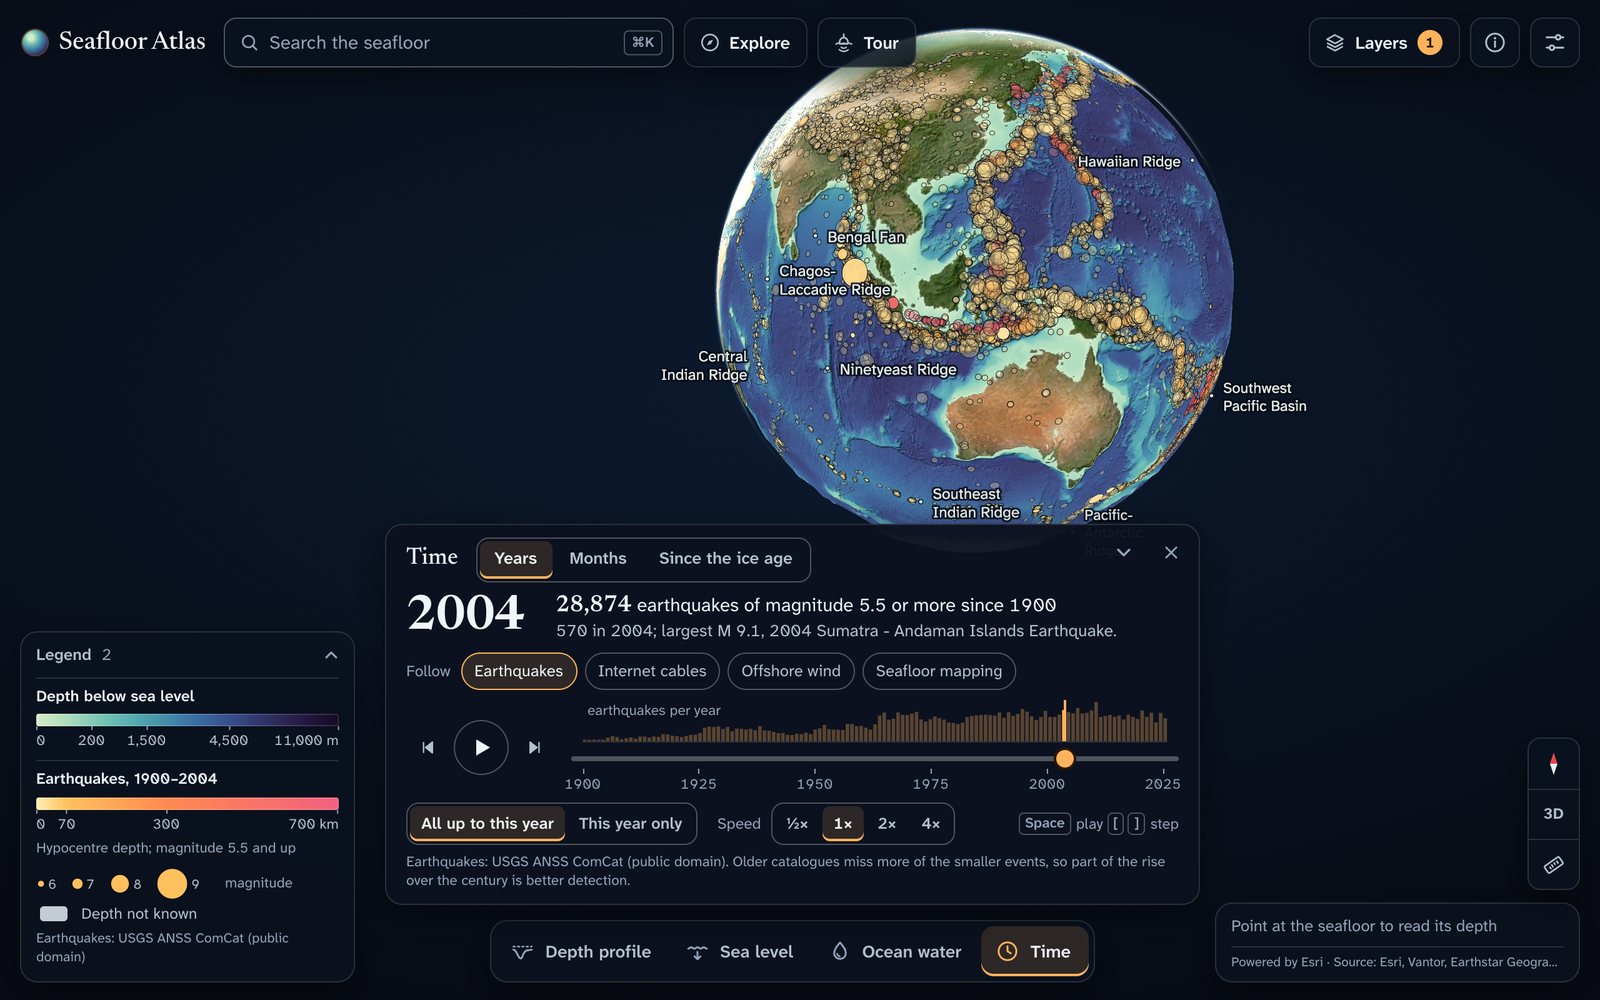 Seafloor Atlas
Search the seafloor
⌘K
Explore
Tour
Layers 1
Hawaiian Ridge
Bengal Fan
Chagos-
Laccadive Ridge
Central
Indian Ridge
Ninetyeast Ridge
Southwest
Pacific Basin
Southeast
Indian Ridge
Pacific-
Antarctic
Ridge
Time
Years
Months
Since the ice age
2004
28,874 earthquakes of magnitude 5.5 or more since 1900
570 in 2004; largest M 9.1, 2004 Sumatra - Andaman Islands Earthquake.
Follow
Earthquakes
Internet cables
Offshore wind
Seafloor mapping
earthquakes per year
1900 1925 1950 1975 2000 2025
All up to this year
This year only
Speed
½× 1× 2× 4×
Space play [ ] step
Earthquakes: USGS ANSS ComCat (public domain). Older catalogues miss more of the smaller events, so part of the rise
over the century is better detection.
Legend 2
Depth below sea level
0 200 1,500 4,500 11,000 m
Earthquakes, 1900–2004
0 70 300 700 km
Hypocentre depth; magnitude 5.5 and up
6 7 8 9 magnitude
Depth not known
Earthquakes: USGS ANSS ComCat (public
domain)
Depth profile
Sea level
Ocean water
Time
3D
Point at the seafloor to read its depth
Powered by Esri · Source: Esri, Vantor, Earthstar Geogra...